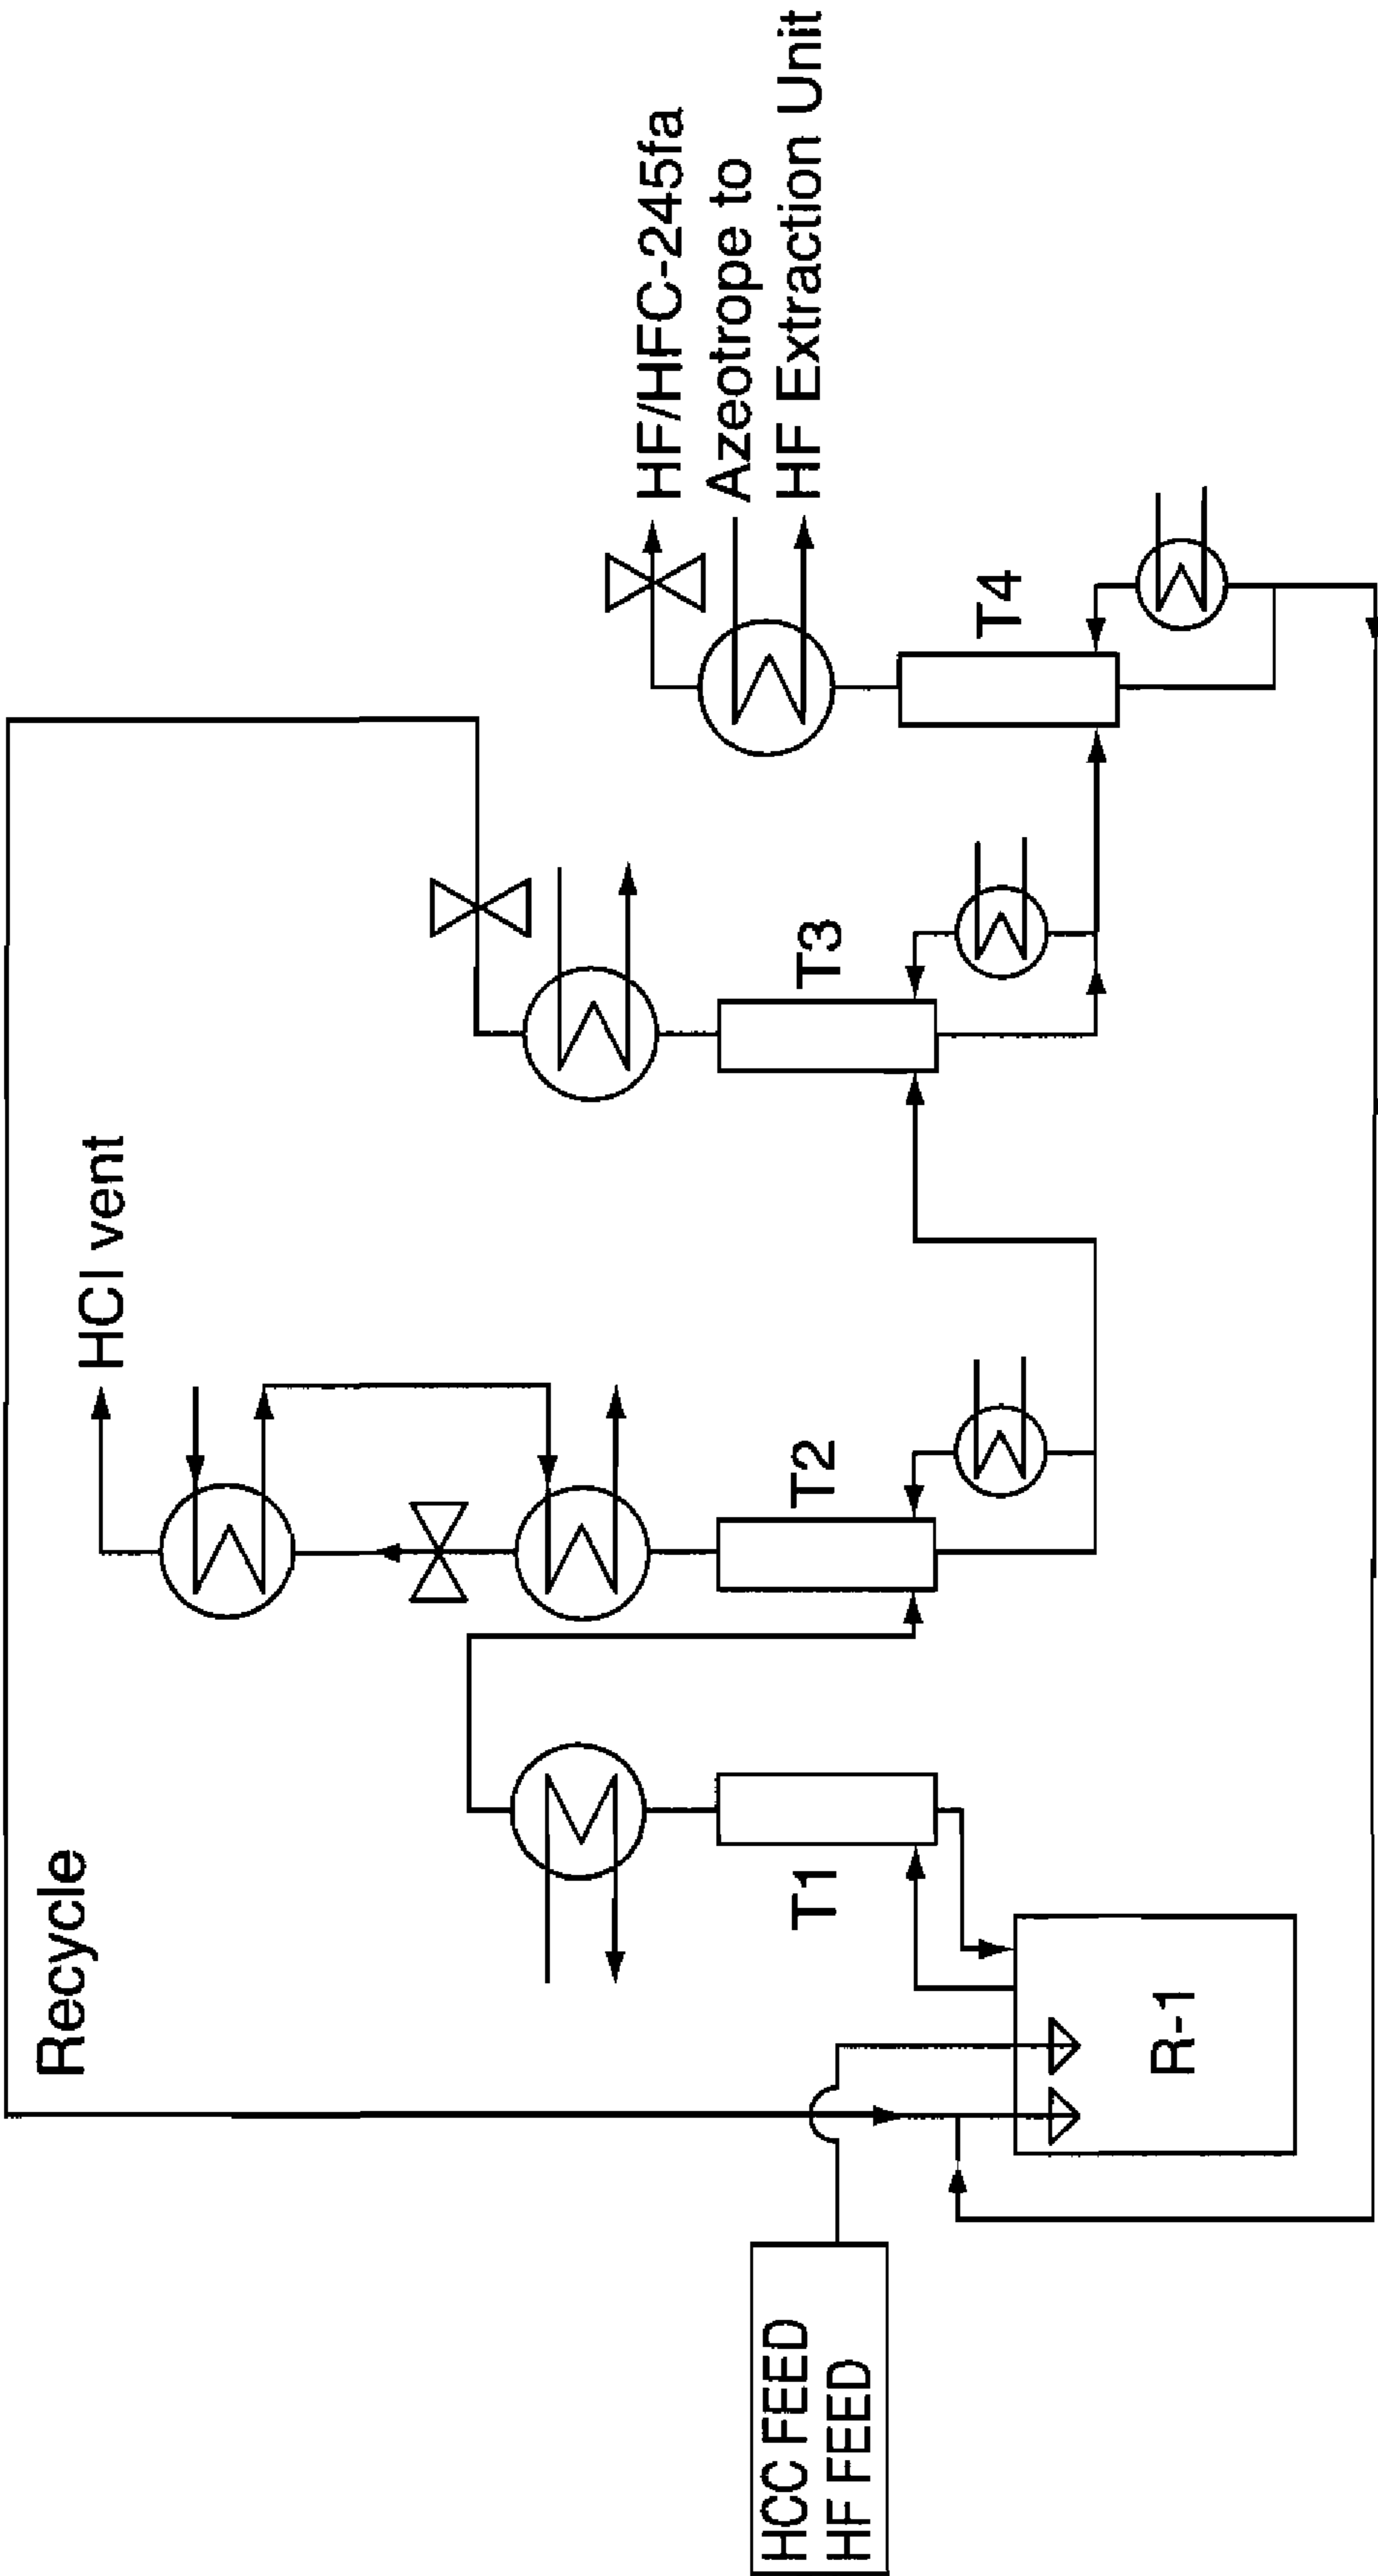 Recycle
HCl vent
HF/HFC-245fa
Azeotrope to
HF Extraction Unit
T1
T2
T3
T4
R-1
HCC FEED
HF FEED